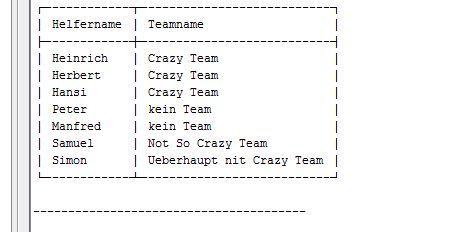 Helfername Teamname
Heinrich Crazy Team
Herbert Crazy Team
Hansi Crazy Team
Peter kein Team
Manfred kein Team
Samuel Not So Crazy Team
Simon Ueberhaupt nit Crazy Team